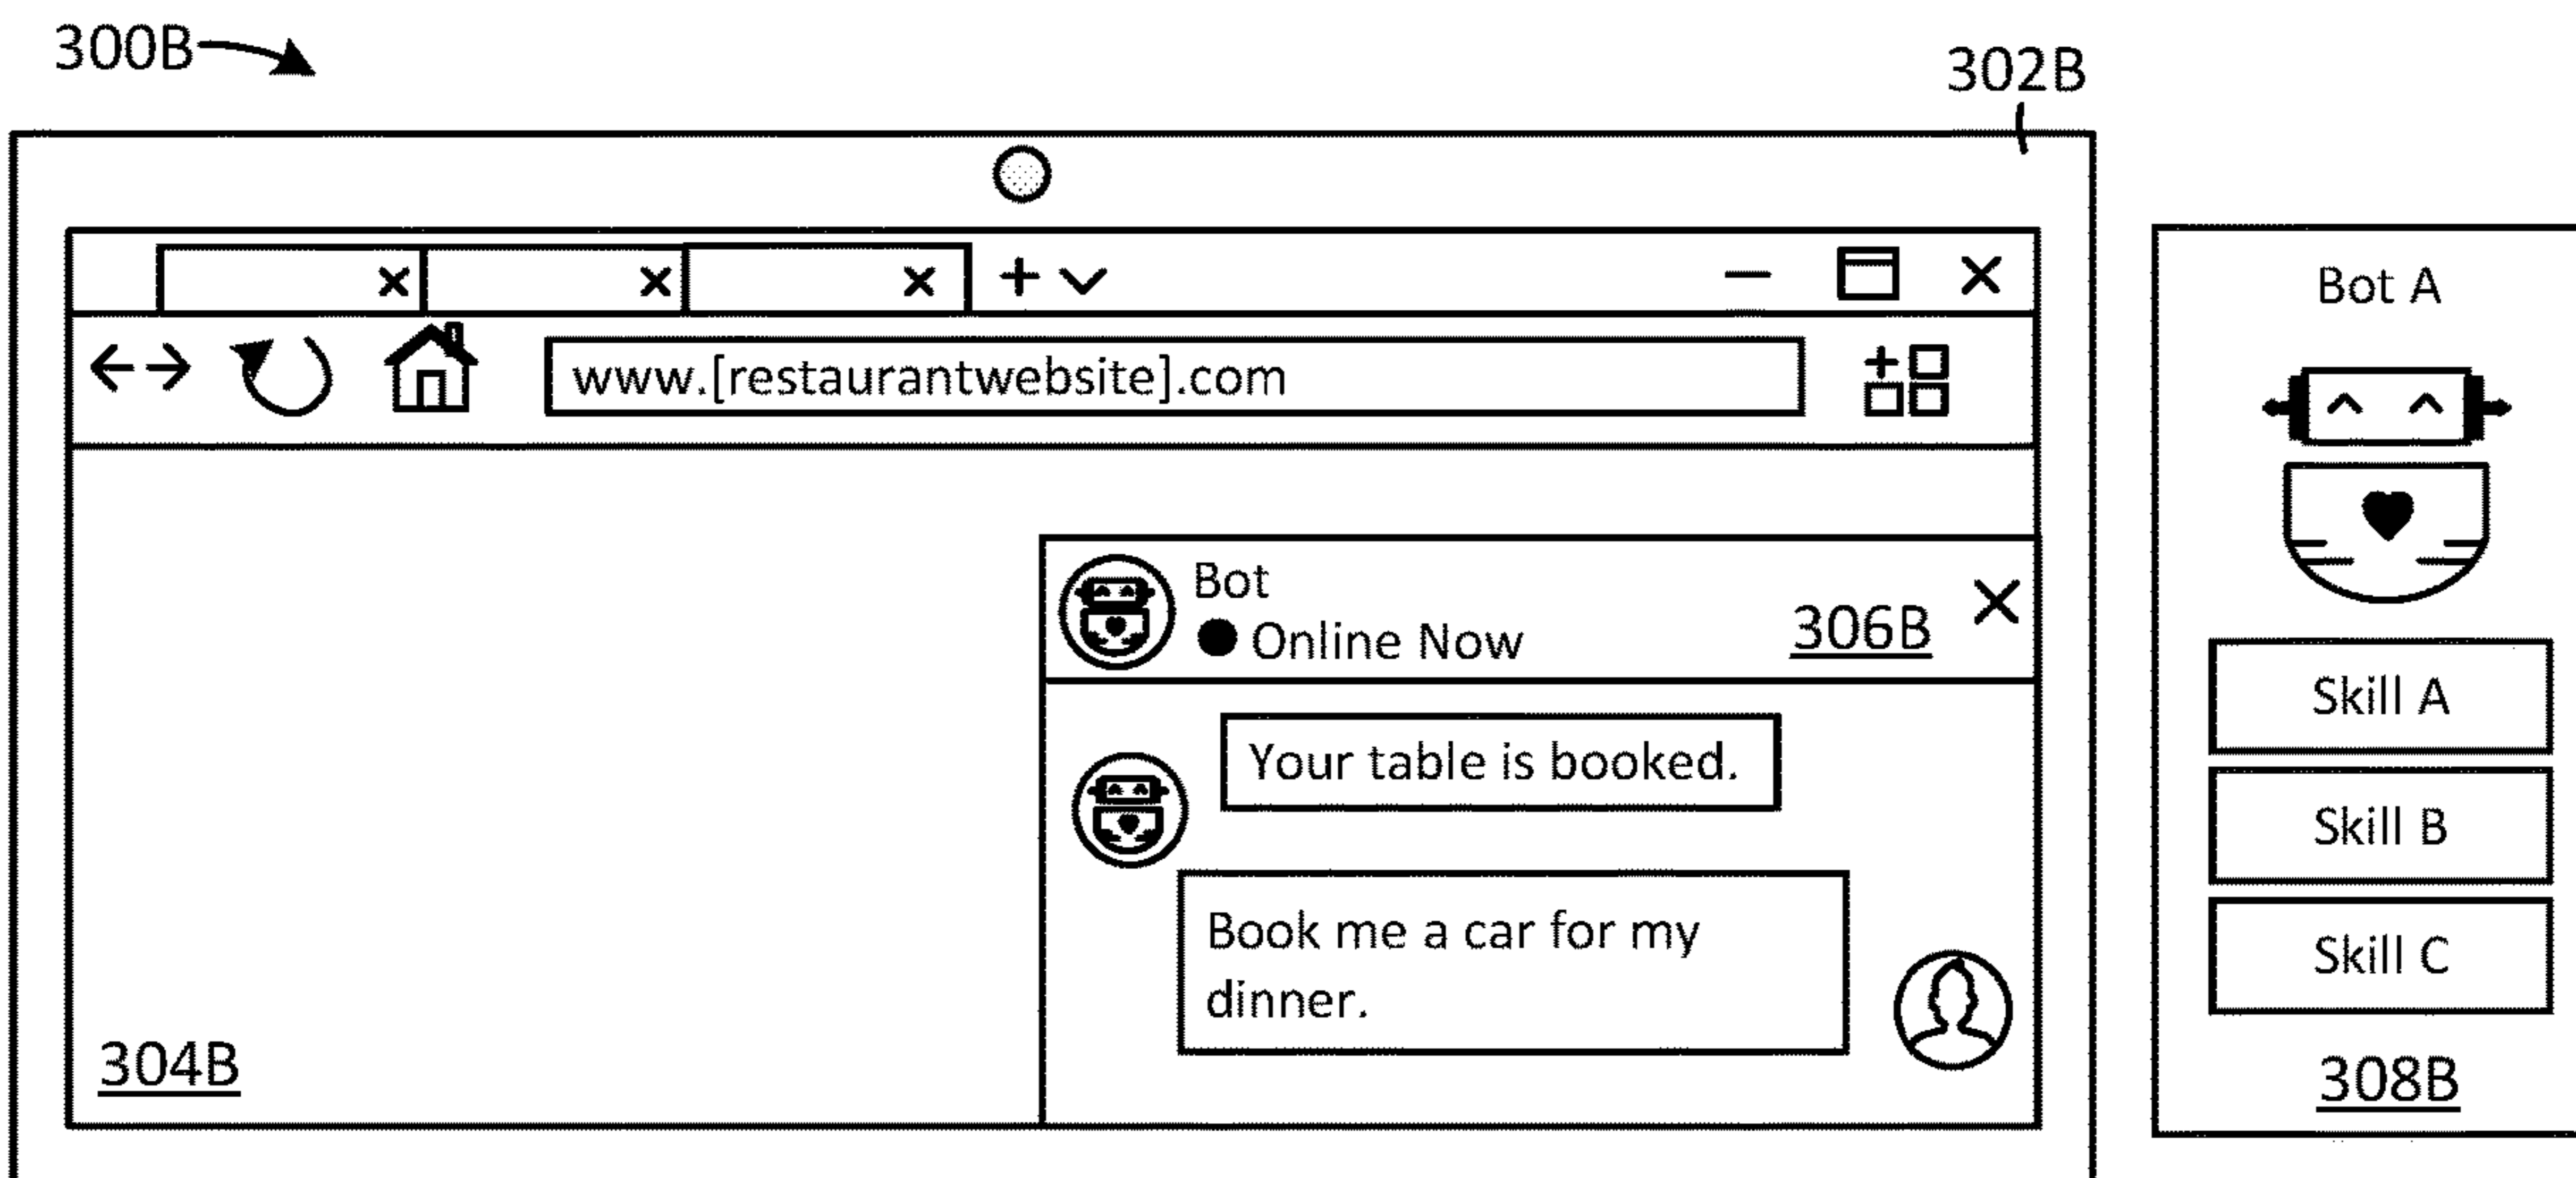 300B
302B
www.[restaurantwebsite].com
Bot
Online Now
306B
Your table is booked.
Book me a car for my
dinner.
304B
Bot A
Skill A
Skill B
Skill C
308B